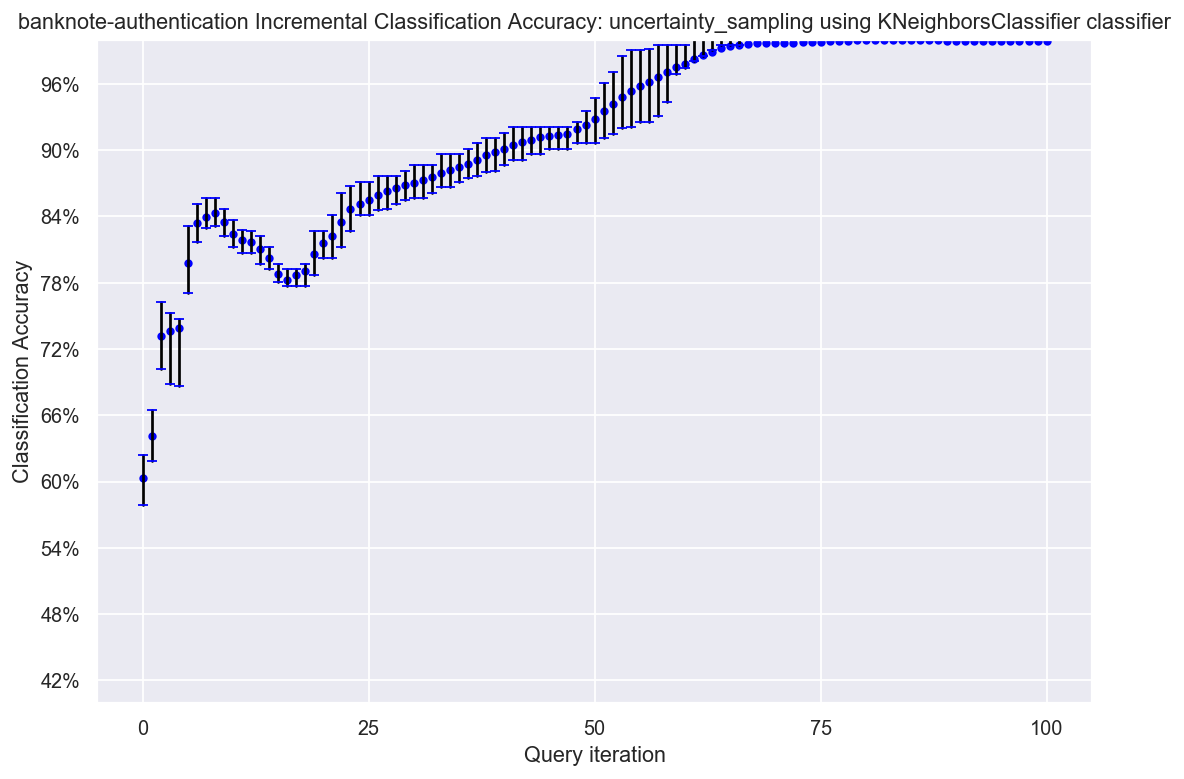 banknote-authentication Incremental Classification Accuracy: uncertainty_sampling using KNeighborsClassifier classifier
96%
90%
84%
78%
72%
66%
60%
54%
48%
42%
Classification Accuracy
0 25 50 75 100
Query iteration